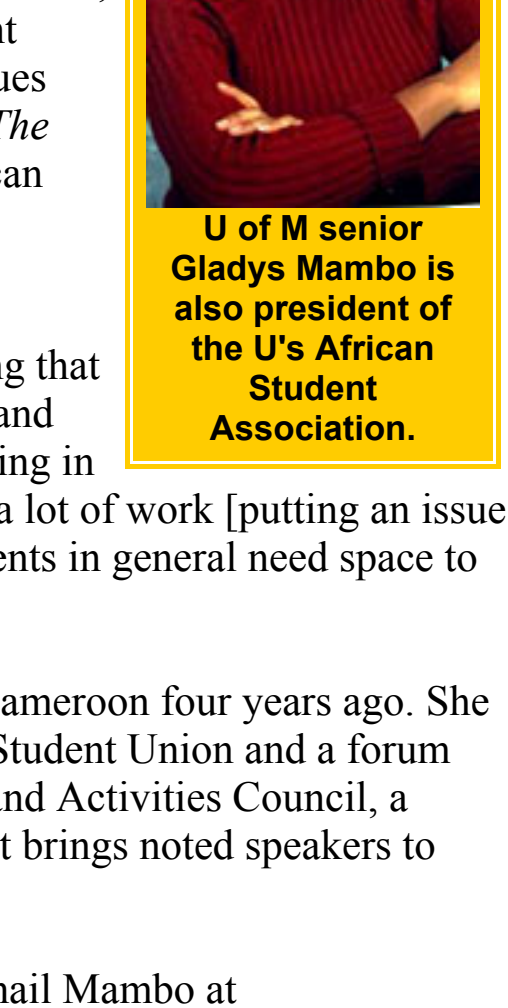 nt
ues
The
can
U of M senior
Gladys Mambo is
also president of
the U's African
Student
Association.
ng that
and
ing in
a lot of work [putting an issue
ents in general need space to
ameroon four years ago. She
Student Union and a forum
and Activities Council, a
t brings noted speakers to
nail Mambo at